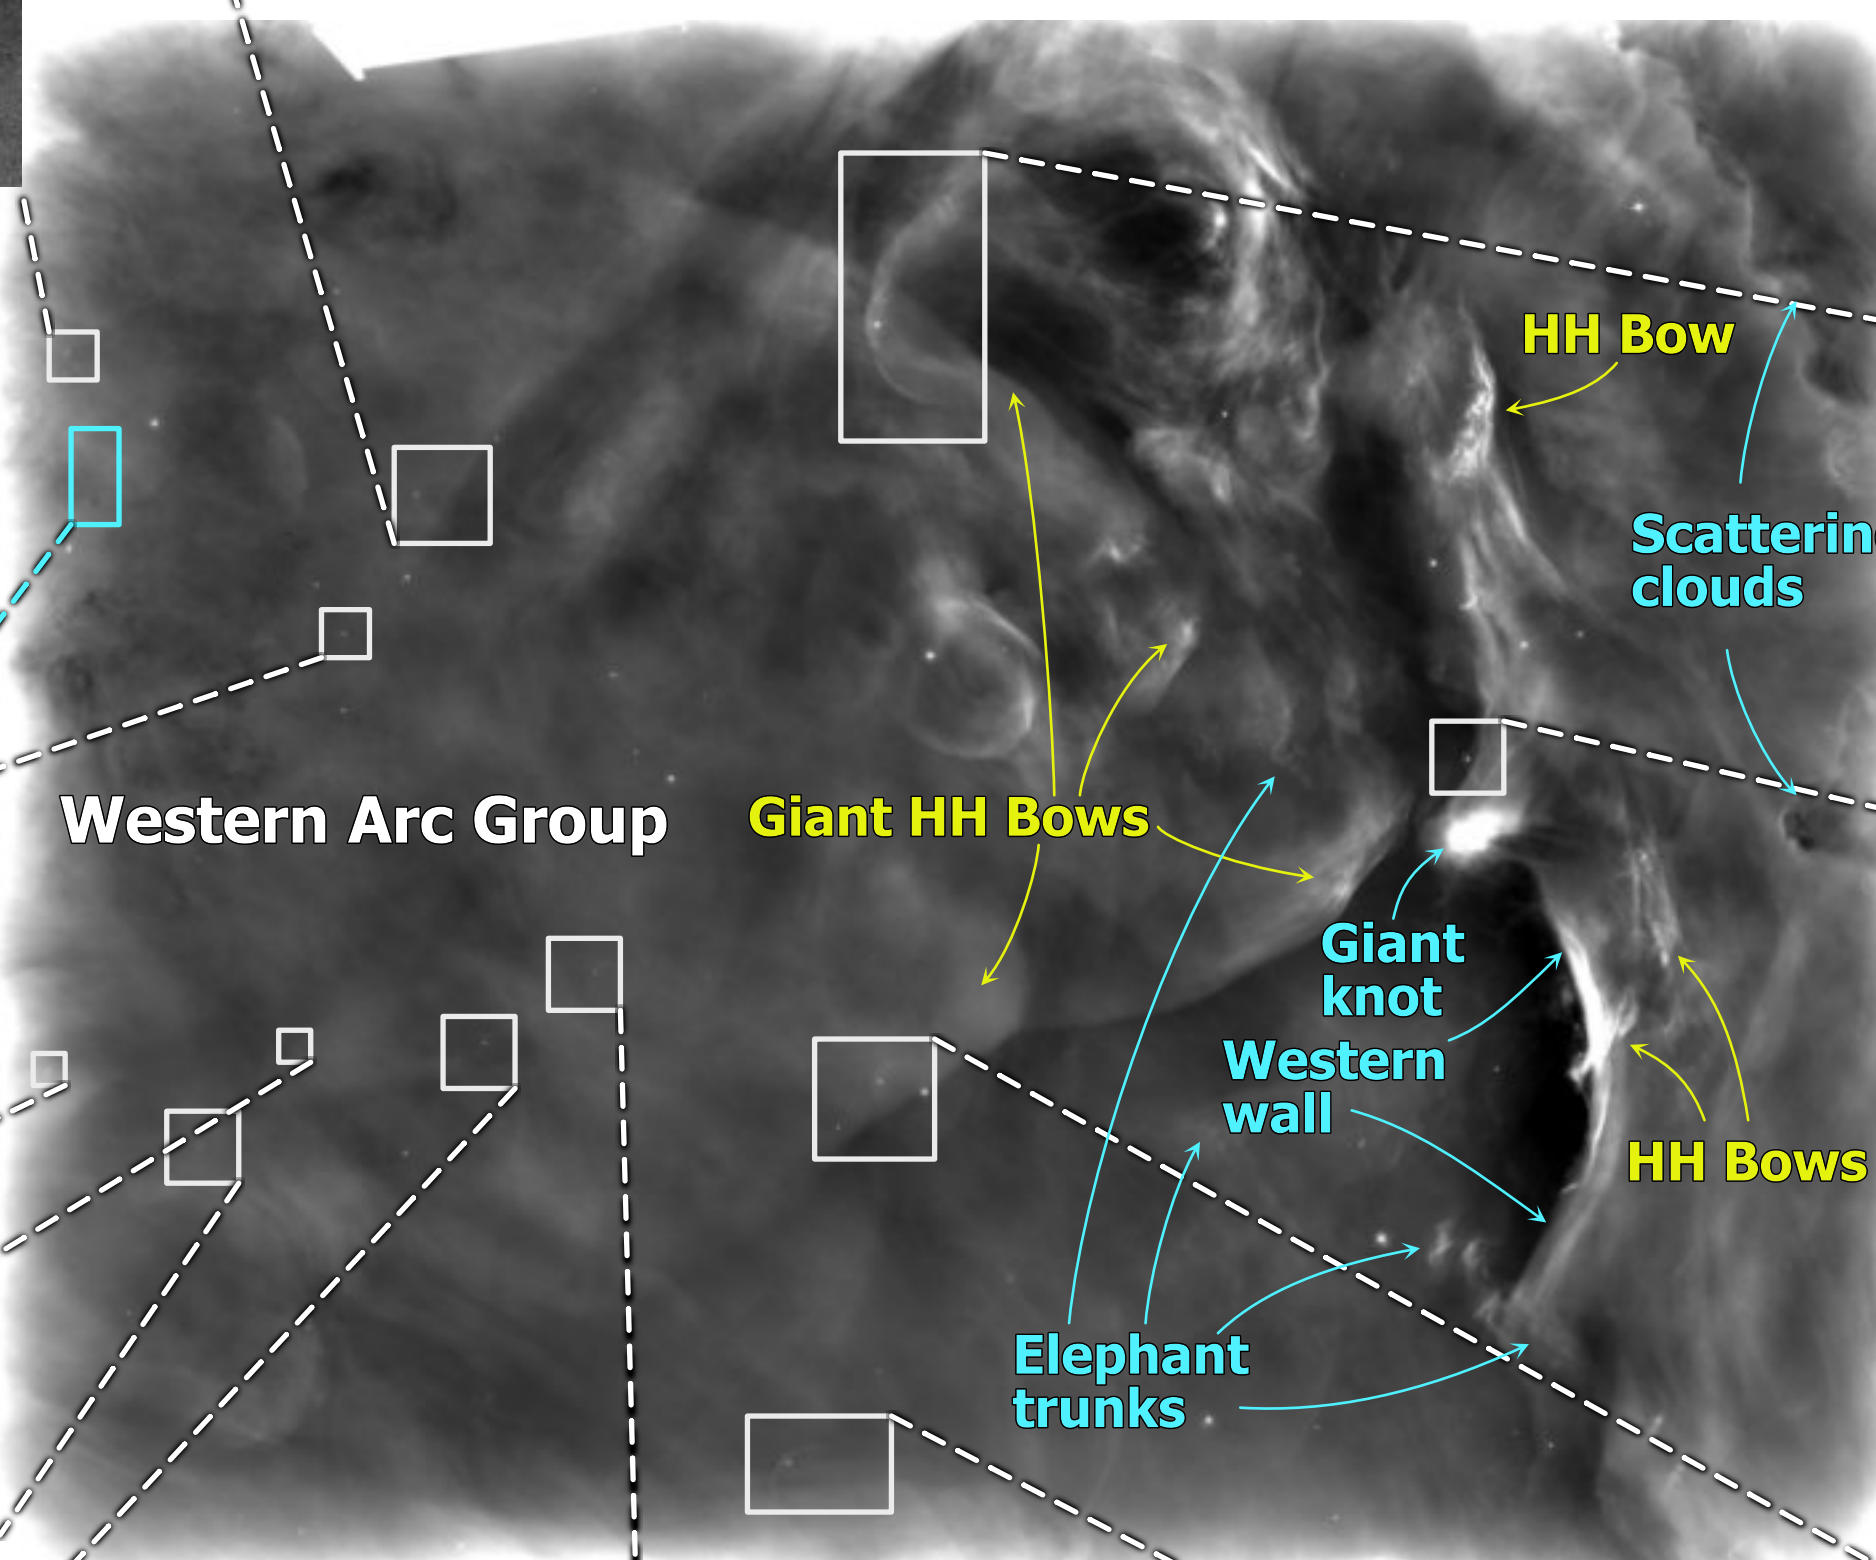 HH Bow
Scatterin
clouds
Western Arc Group
Giant HH Bows
Giant
knot
Western
wall
HH Bows
Elephant
trunks